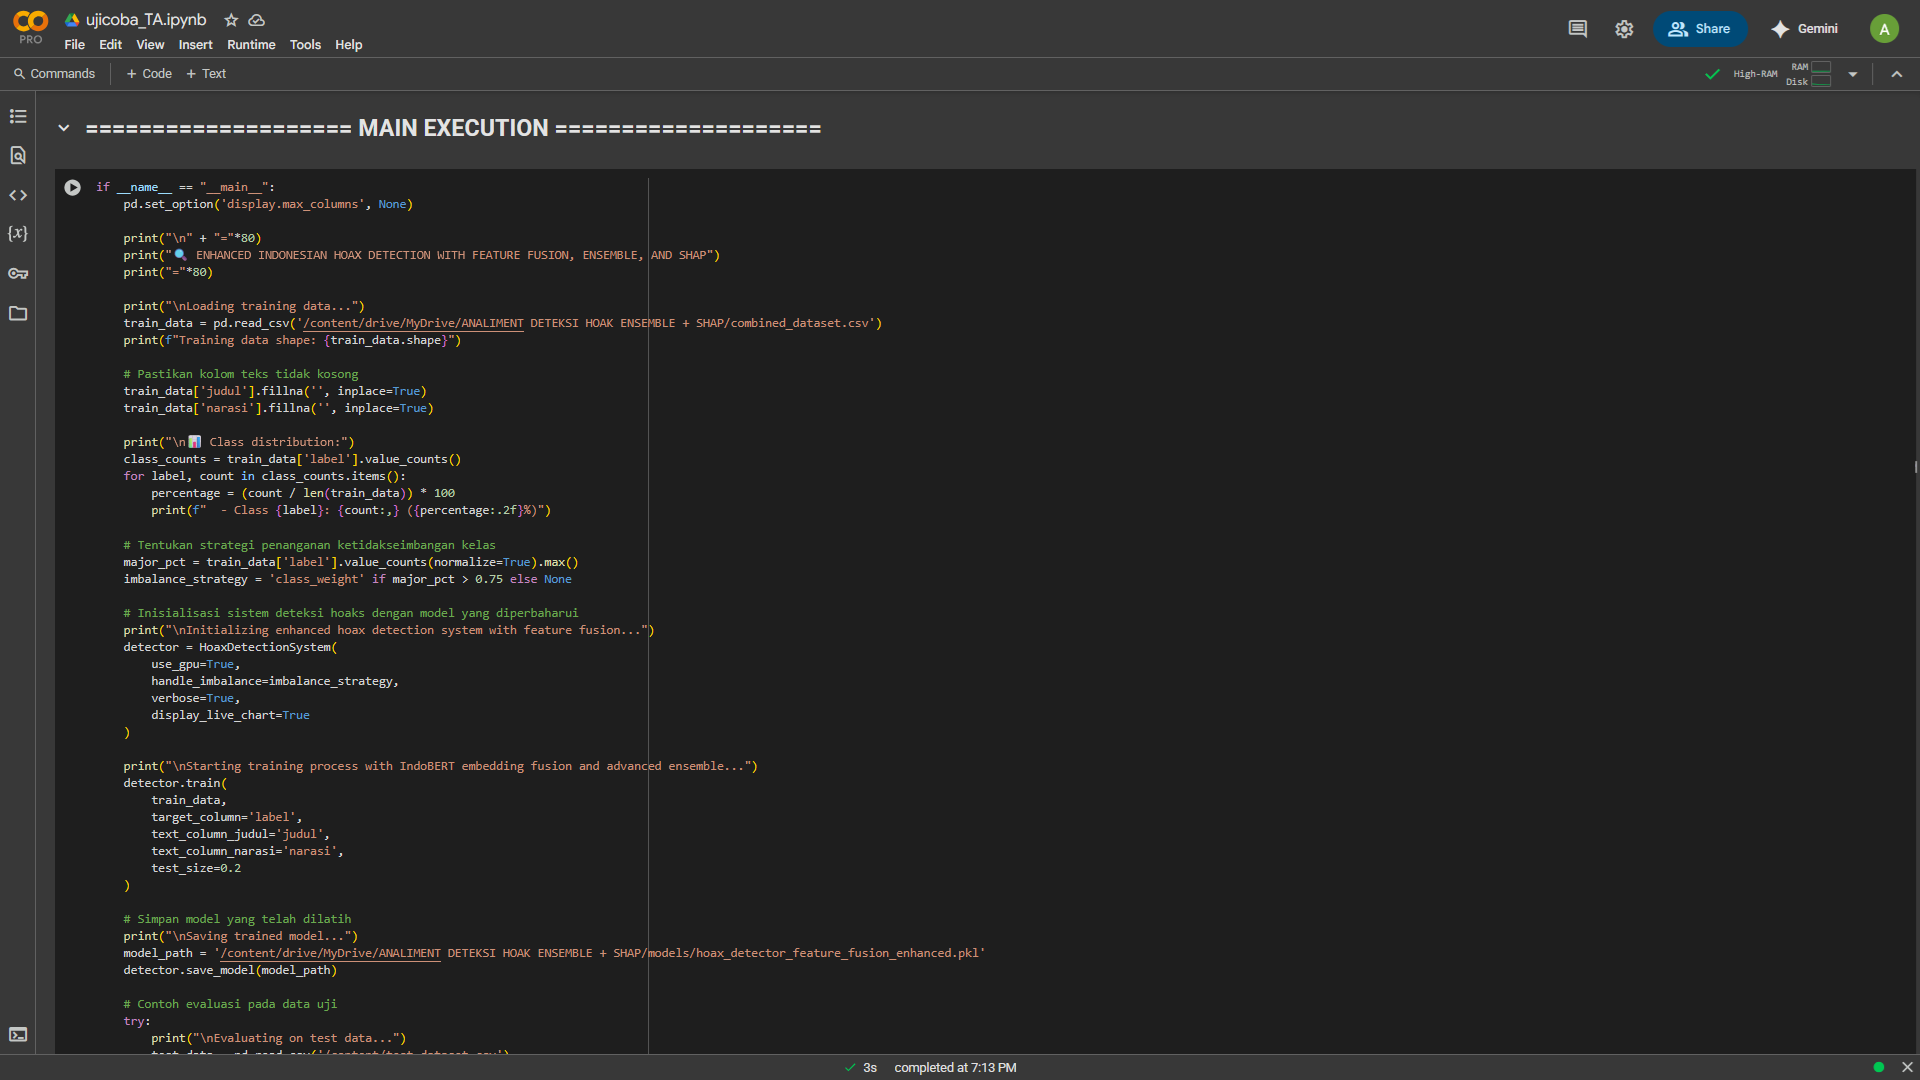 CO
PRO
ujicoba_TA.ipynb
File Edit View Insert Runtime Tools Help
Share
Gemini
A
Commands
+ Code
+ Text
High-RAM
RAM
Disk
==================== MAIN EXECUTION ====================
if __name__ == "__main__":
    pd.set_option('display.max_columns', None)
    print("\n" + "="*80)
    print("🔍 ENHANCED INDONESIAN HOAX DETECTION WITH FEATURE FUSION, ENSEMBLE, AND SHAP")
    print("="*80)
    print("\nLoading training data...")
    train_data = pd.read_csv('/content/drive/MyDrive/ANALIMENT DETEKSI HOAK ENSEMBLE + SHAP/combined_dataset.csv')
    print(f"Training data shape: {train_data.shape}")
    # Pastikan kolom teks tidak kosong
    train_data['judul'].fillna('', inplace=True)
    train_data['narasi'].fillna('', inplace=True)
    print("\n📊 Class distribution:")
    class_counts = train_data['label'].value_counts()
    for label, count in class_counts.items():
        percentage = (count / len(train_data)) * 100
        print(f"  - Class {label}: {count:,} ({percentage:.2f}%)")
    # Tentukan strategi penanganan ketidakseimbangan kelas
    major_pct = train_data['label'].value_counts(normalize=True).max()
    imbalance_strategy = 'class_weight' if major_pct > 0.75 else None
    # Inisialisasi sistem deteksi hoaks dengan model yang diperbaharui
    print("\nInitializing enhanced hoax detection system with feature fusion...")
    detector = HoaxDetectionSystem(
        use_gpu=True,
        handle_imbalance=imbalance_strategy,
        verbose=True,
        display_live_chart=True
    )
    print("\nStarting training process with IndoBERT embedding fusion and advanced ensemble...")
    detector.train(
        train_data,
        target_column='label',
        text_column_judul='judul',
        text_column_narasi='narasi',
        test_size=0.2
    )
    # Simpan model yang telah dilatih
    print("\nSaving trained model...")
    model_path = '/content/drive/MyDrive/ANALIMENT DETEKSI HOAK ENSEMBLE + SHAP/models/hoax_detector_feature_fusion_enhanced.pkl'
    detector.save_model(model_path)
    # Contoh evaluasi pada data uji
    try:
        print("\nEvaluating on test data...")
        test_data = pd.read_csv('/content/test_dataset.csv')
3s completed at 7:13 PM